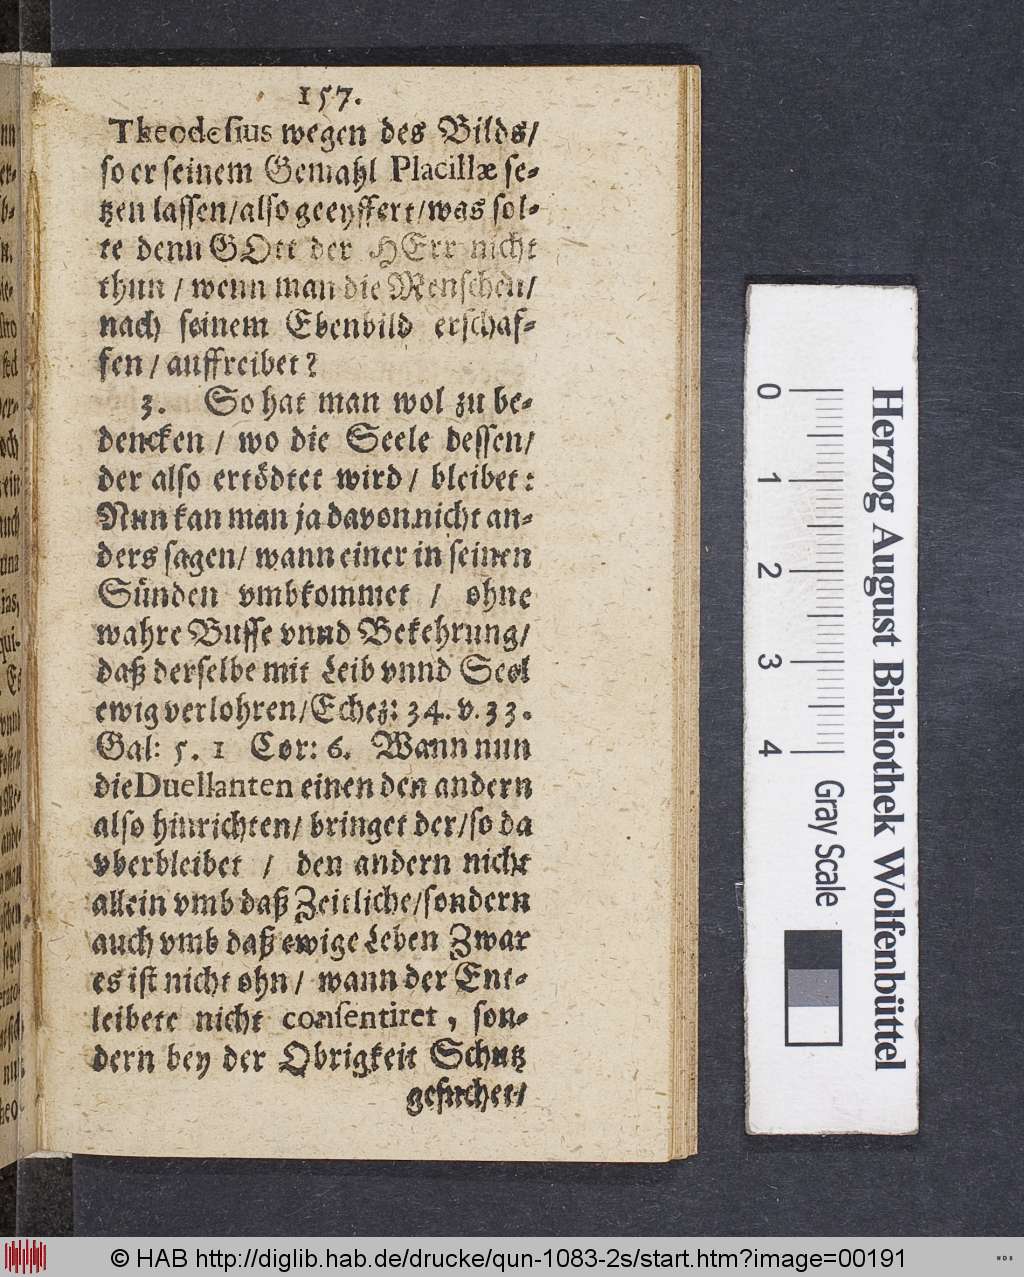 157.
Theodesius wegen des Bilds/
so er seinem Gemahl Placillæ se-
tzen lassen/also geeyffert/was sol-
te denn GOtt der HErr nicht
thun / wenn man die Menschen/
nach seinem Ebenbild erschaf-
fen / auffreibet?
3. So hat man wol zu be-
dencken / wo die Seele dessen/
der also ertödtet wird / bleibet:
Nun kan man ja davon nicht an-
ders sagen/ wann einer in seinen
Sünden vmbkommet / ohne
wahre Busse vnnd Bekehrung/
daß derselbe mit Leib vnnd Seel
ewig verlohren/Echez: 34. v. 33.
Gal: 5. 1 Cor: 6. Wann nun
die Duellanten einen den andern
also hinrichten/ bringet der/so da
vberbleibet / den andern nicht
allein vmb daß Zeitliche/sondern
auch vmb daß ewige Leben Zwar
es ist nicht ohn / wann der Ent-
leibete nicht consentiret, son-
dern bey der Obrigkeit Schutz
gesuchet/
0 1 2 3 4
Gray Scale
Herzog August Bibliothek Wolfenbüttel
© HAB http://diglib.hab.de/drucke/qun-1083-2s/start.htm?image=00191